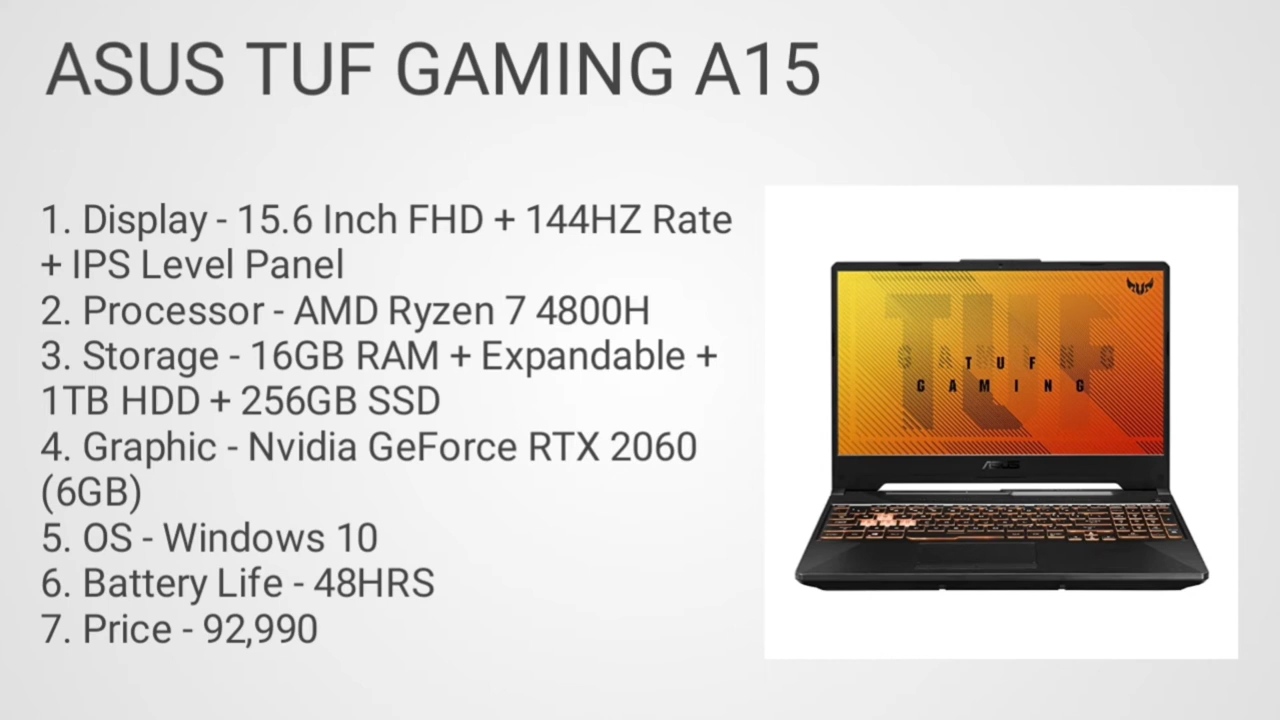 ASUS TUF GAMING A15
1. Display - 15.6 Inch FHD + 144HZ Rate
+ IPS Level Panel
2. Processor - AMD Ryzen 7 4800H
3. Storage - 16GB RAM + Expandable +
1TB HDD + 256GB SSD
4. Graphic - Nvidia GeForce RTX 2060
(6GB)
5. OS - Windows 10
6. Battery Life - 48HRS
7. Price - 92,990
TUF
TUF
GAMING
ASUS